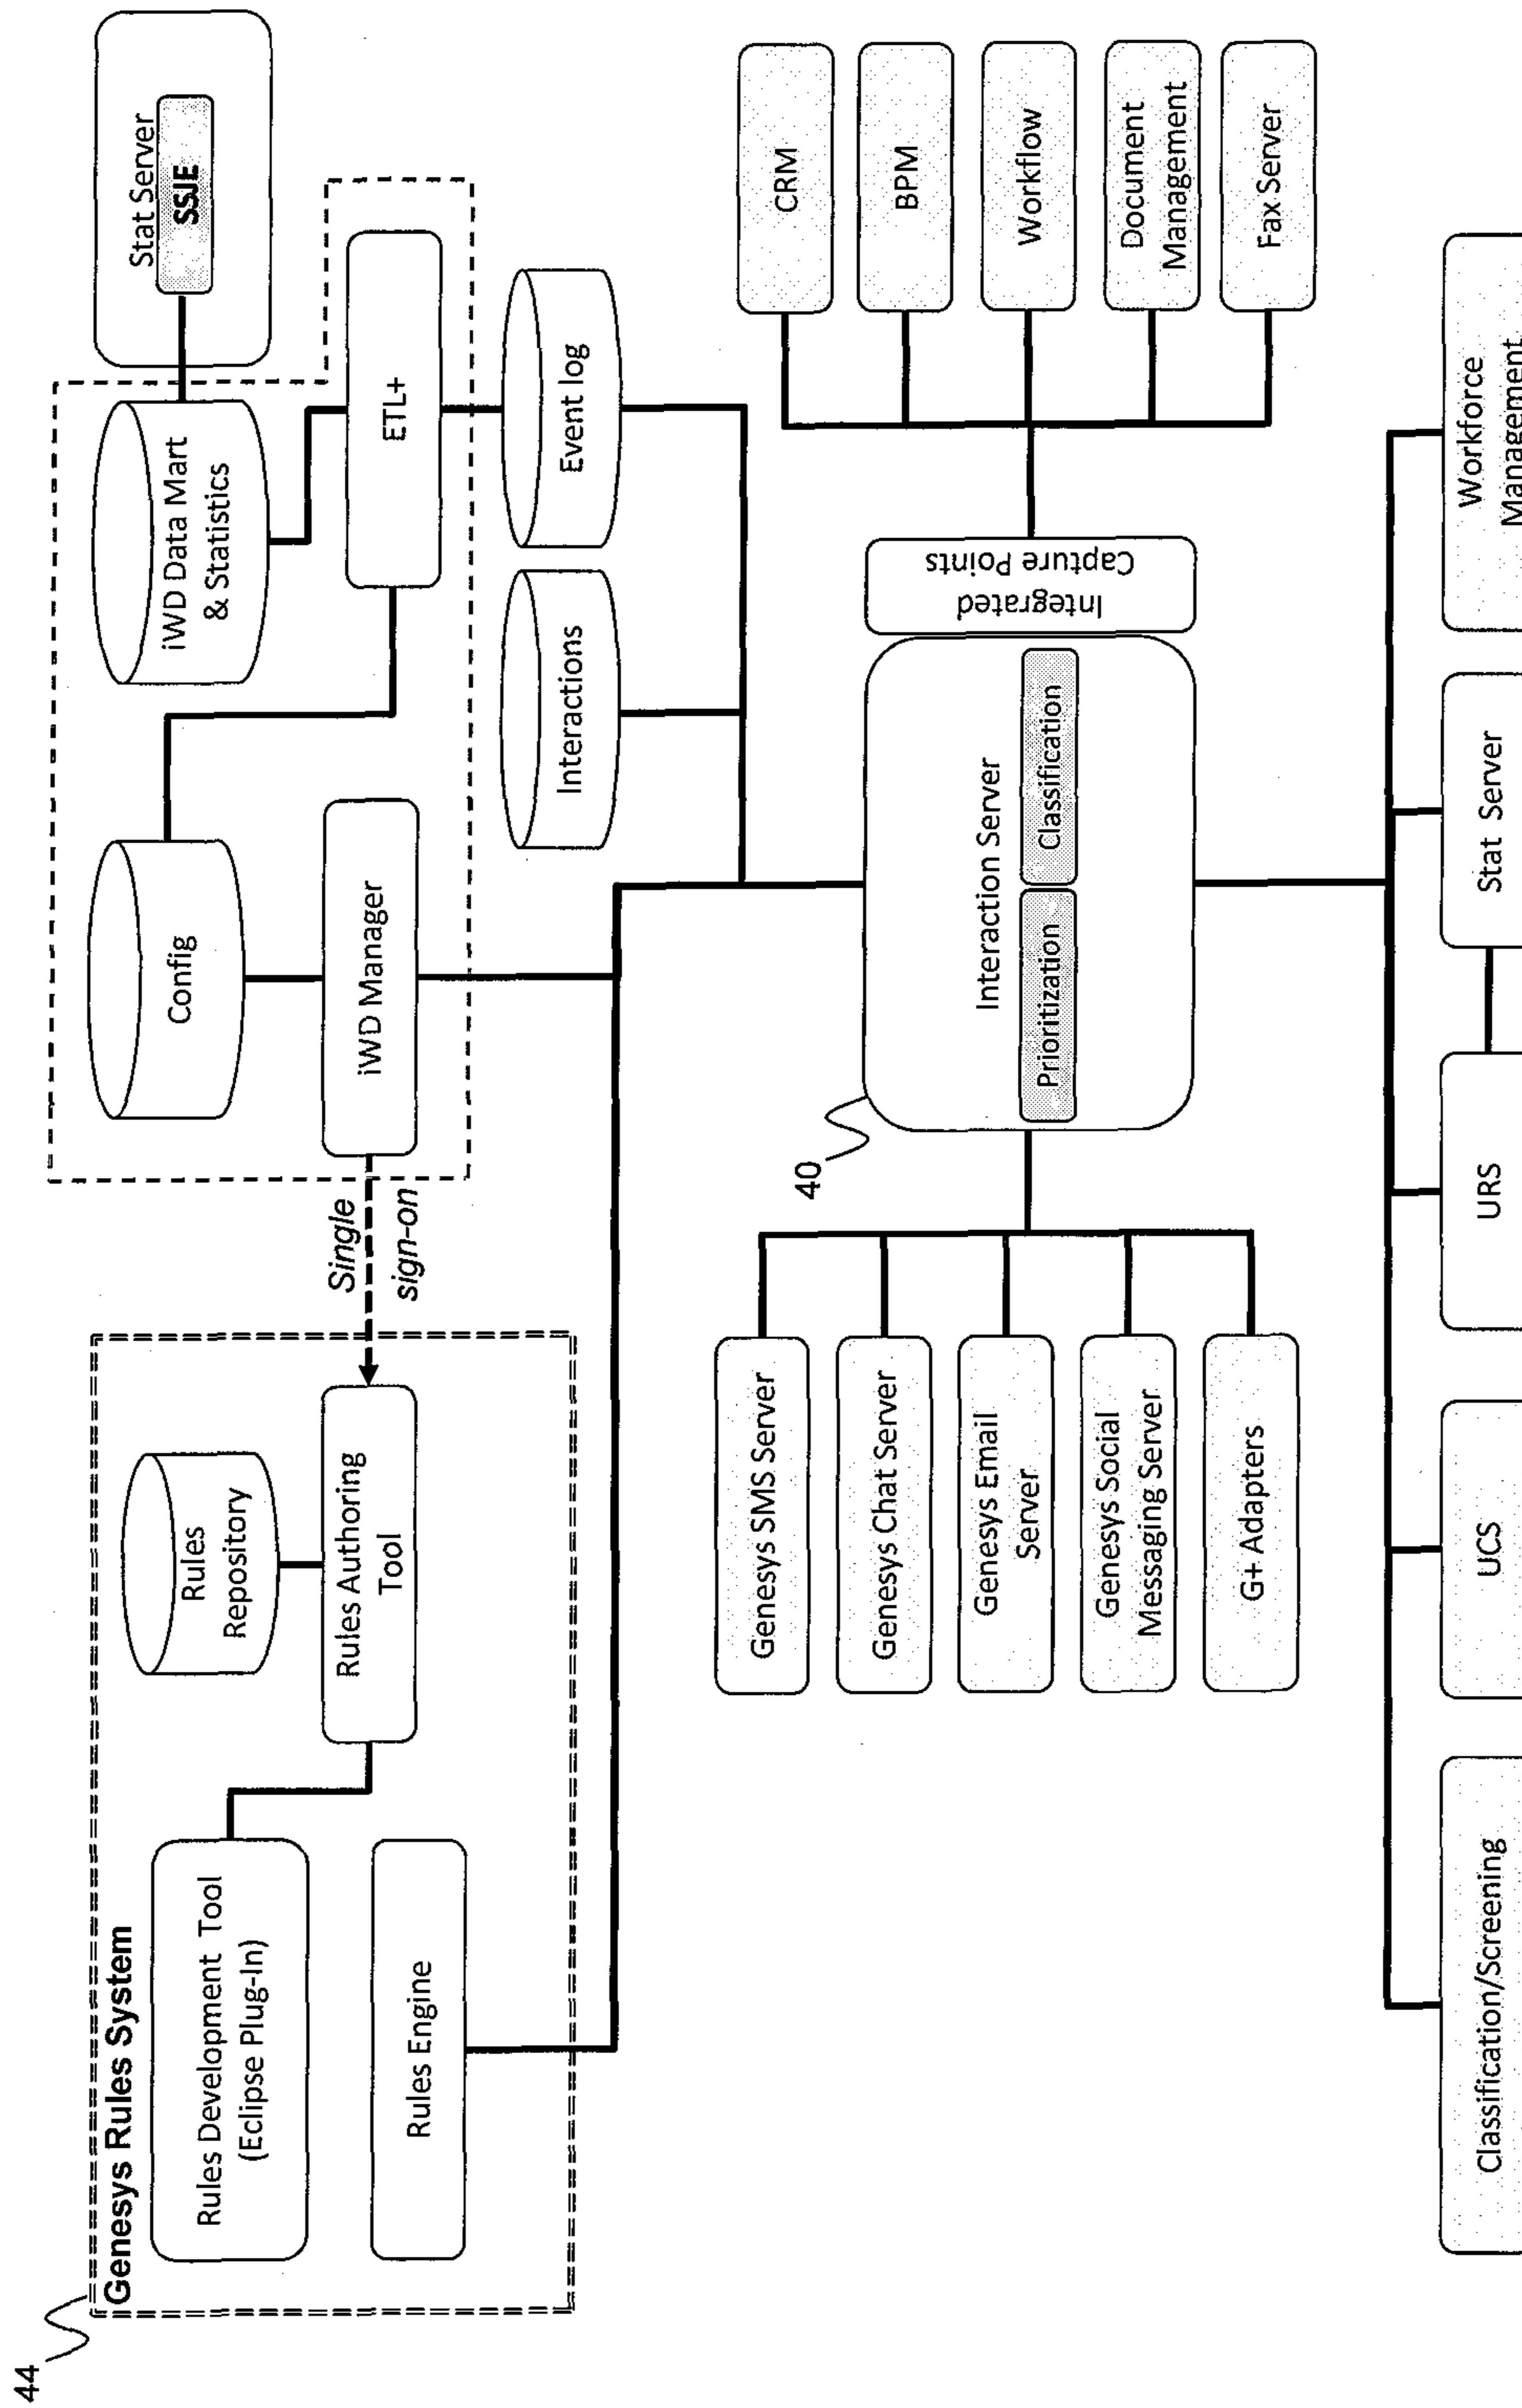 44
Genesys Rules System
Rules Development Tool
(Eclipse Plug-In)
Rules Engine
Rules
Repository
Rules Authoring
Tool
Single
sign-on
Config
iWD Manager
iWD Data Mart
& Statistics
ETL+
Stat Server
SSJE
Interactions
Event log
Genesys SMS Server
Genesys Chat Server
Genesys Email
Server
Genesys Social
Messaging Server
G+ Adapters
40
Interaction Server
Prioritization
Classification
Integrated
Capture Points
CRM
BPM
Workflow
Document
Management
Fax Server
Classification/Screening
UCS
URS
Stat Server
Workforce
Management